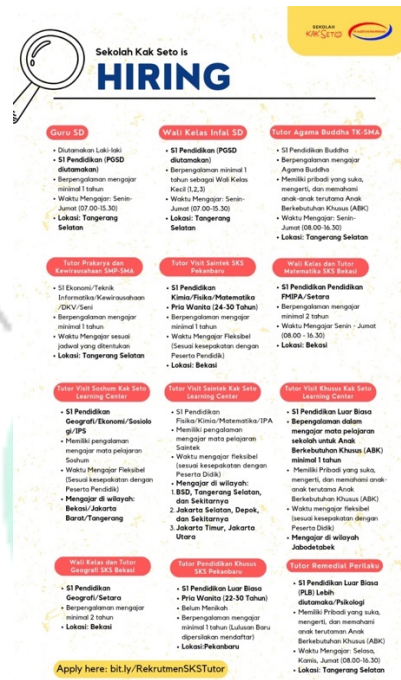 SEKOLAH
KAK SETO
Sekolah Kak Seto is
HIRING
Guru SD
• Diutamakan Laki-laki
• S1 Pendidikan (PGSD
diutamakan)
• Berpengalaman mengajar
minimal 1 tahun
• Waktu Mengajar: Senin-
Jumat (07.00-15.30)
• Lokasi: Tangerang
Selatan
Wali Kelas Infal SD
• S1 Pendidikan (PGSD
diutamakan)
• Berpengalaman minimal 1
tahun sebagai Wali Kelas
Kecil (1,2,3)
• Waktu Mengajar: Senin-
Jumat (07.00-15.30)
• Lokasi: Tangerang
Selatan
Tutor Agama Buddha TK-SMA
• S1 Pendidikan Buddha
• Berpengalaman mengajar
Agama Buddha
• Memiliki pribadi yang suka,
mengerti, dan memahami
anak-anak terutama Anak
Berkebutuhan Khusus (ABK)
• Waktu Mengajar: Senin-
Jumat (08.00-16.30)
• Lokasi: Tangerang Selatan
Tutor Prakarya dan
Kewirausahaan SMP-SMA
• S1 Ekonomi/Teknik
Informatika/Kewirausahaan
/DKV/Seni
• Berpengalaman mengajar
minimal 1 tahun
• Waktu Mengajar sesuai
jadwal yang ditentukan
• Lokasi: Tangerang Selatan
Tutor Visit Saintek SKS
Pekanbaru
• S1 Pendidikan
Kimia/Fisika/Matematika
• Pria Wanita (24-30 Tahun)
• Berpengalaman mengajar
minimal 1 tahun
• Waktu Mengajar Fleksibel
(Sesuai kesepakatan dengan
Peserta Pendidik)
• Lokasi: Bekasi
Wali Kelas dan Tutor
Matematika SKS Bekasi
• S1 Pendidikan Pendidikan
FMIPA/Setara
• Berpengalaman mengajar
minimal 2 tahun
• Waktu Mengajar Senin - Jumat
(08.00 - 16.30)
• Lokasi: Bekasi
Tutor Visit Soshum Kak Seto
Learning Center
• S1 Pendidikan
Geografi/Ekonomi/Sosiolo
gi/IPS
• Memiliki pengalaman
mengajar mata pelajaran
Soshum
• Waktu Mengajar Fleksibel
(Sesuai kesepakatan dengan
Peserta Pendidik)
• Mengajar di wilayah:
Bekasi/Jakarta
Barat/Tangerang
Tutor Visit Saintek Kak Seto
Learning Center
• S1 Pendidikan
Fisika/Kimia/Matematika/IPA
• Memiliki pengalaman
mengajar mata pelajaran
Saintek
• Waktu mengajar fleksibel
(sesuai kesepakatan dengan
Peserta Didik)
• Mengajar di wilayah:
1. BSD, Tangerang Selatan,
dan Sekitarnya
2. Jakarta Selatan, Depok,
dan Sekitarnya
3. Jakarta Timur, Jakarta
Utara
Tutor Visit Khusus Kak Seto
Learning Center
• S1 Pendidikan Luar Biasa
• Bepengalaman dalam
mengajar mata pelajaran
sekolah untuk Anak
Berkebutuhan Khusus (ABK)
minimal 1 tahun
• Memiliki Pribadi yang suka,
mengerti, dan memahami anak-
anak terutama Anak
Berkebutuhan Khusus (ABK)
• Waktu mengajar fleksibel
(sesuai kesepakatan dengan
Peserta Didik)
• Mengajar di wilayah
Jabodetabek
Wali Kelas dan Tutor
Geografi SKS Bekasi
• S1 Pendidikan
Geografi/Setara
• Berpengalaman mengajar
minimal 2 tahun
• Lokasi: Bekasi
Tutor Pendidikan Khusus
SKS Pekanbaru
• S1 Pendidikan Luar Biasa
• Pria Wanita (22-30 Tahun)
• Belum Menikah
• Berpengalaman mengajar
minimal 1 tahun (Lulusan Baru
dipersilakan mendaftar)
• Lokasi:Pekanbaru
Tutor Remedial Perilaku
• S1 Pendidikan Luar Biasa
(PLB) Lebih
diutamaka/Psikologi
• Memiliki Pribadi yang suka,
mengerti, dan memahami
anak terutaman Anak
Berkebutuhan Khusus (ABK)
• Waktu Mengajar: Selasa,
Kamis, Jumat (08.00-16.30)
• Lokasi: Tangerang Selatan
Apply here: bit.ly/RekrutmenSKSTutor